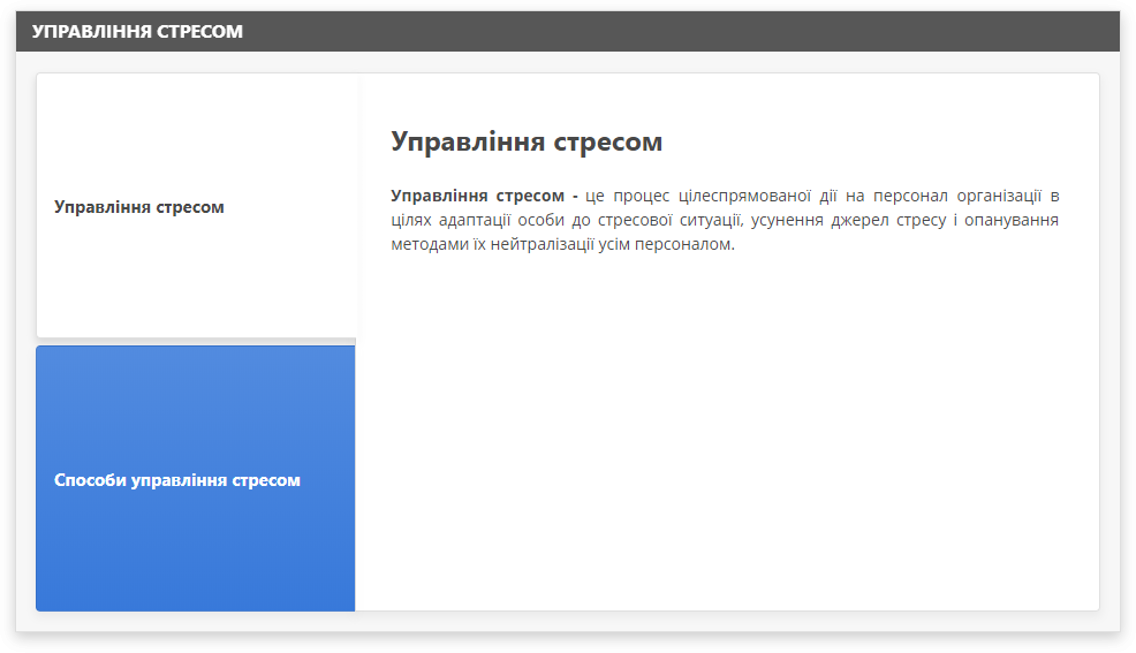 УПРАВЛІННЯ СТРЕСОМ
Управління стресом
Способи управління стресом
Управління стресом
Управління стресом - це процес цілеспрямованої дії на персонал організації в
цілях адаптації особи до стресової ситуації, усунення джерел стресу і опанування
методами їх нейтралізації усім персоналом.